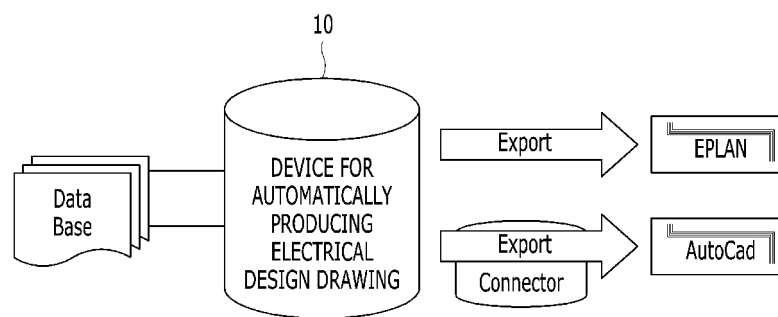 10
Data
Base
DEVICE FOR
AUTOMATICALLY
PRODUCING
ELECTRICAL
DESIGN DRAWING
Export
EPLAN
Export
Connector
AutoCad